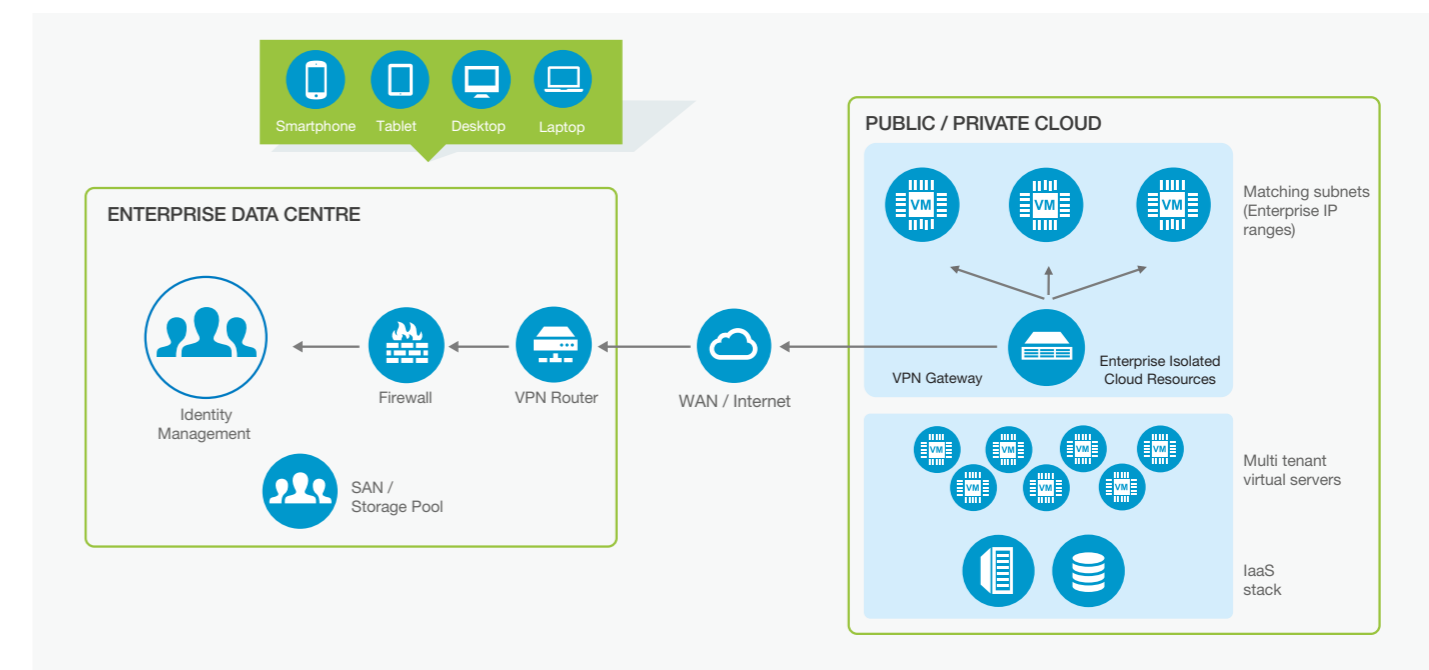 Smartphone
Tablet
Desktop
Laptop
ENTERPRISE DATA CENTRE
Identity
Management
Firewall
VPN Router
SAN /
Storage Pool
WAN / Internet
PUBLIC / PRIVATE CLOUD
VM
VM
VM
Matching subnets
(Enterprise IP
ranges)
VPN Gateway
Enterprise Isolated
Cloud Resources
VM
VM
VM
VM
VM
VM
VM
Multi tenant
virtual servers
IaaS
stack